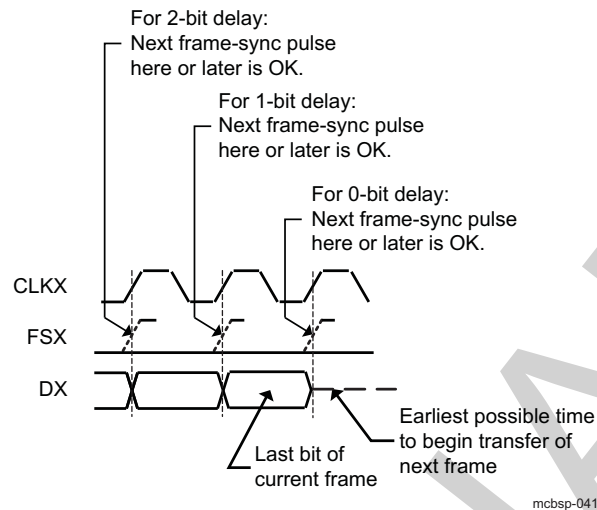 For 2-bit delay:
Next frame-sync pulse
here or later is OK.
For 1-bit delay:
Next frame-sync pulse
here or later is OK.
For 0-bit delay:
Next frame-sync pulse
here or later is OK.
CLKX
FSX
DX
Last bit of
current frame
Earliest possible time
to begin transfer of
next frame
mcbsp-041